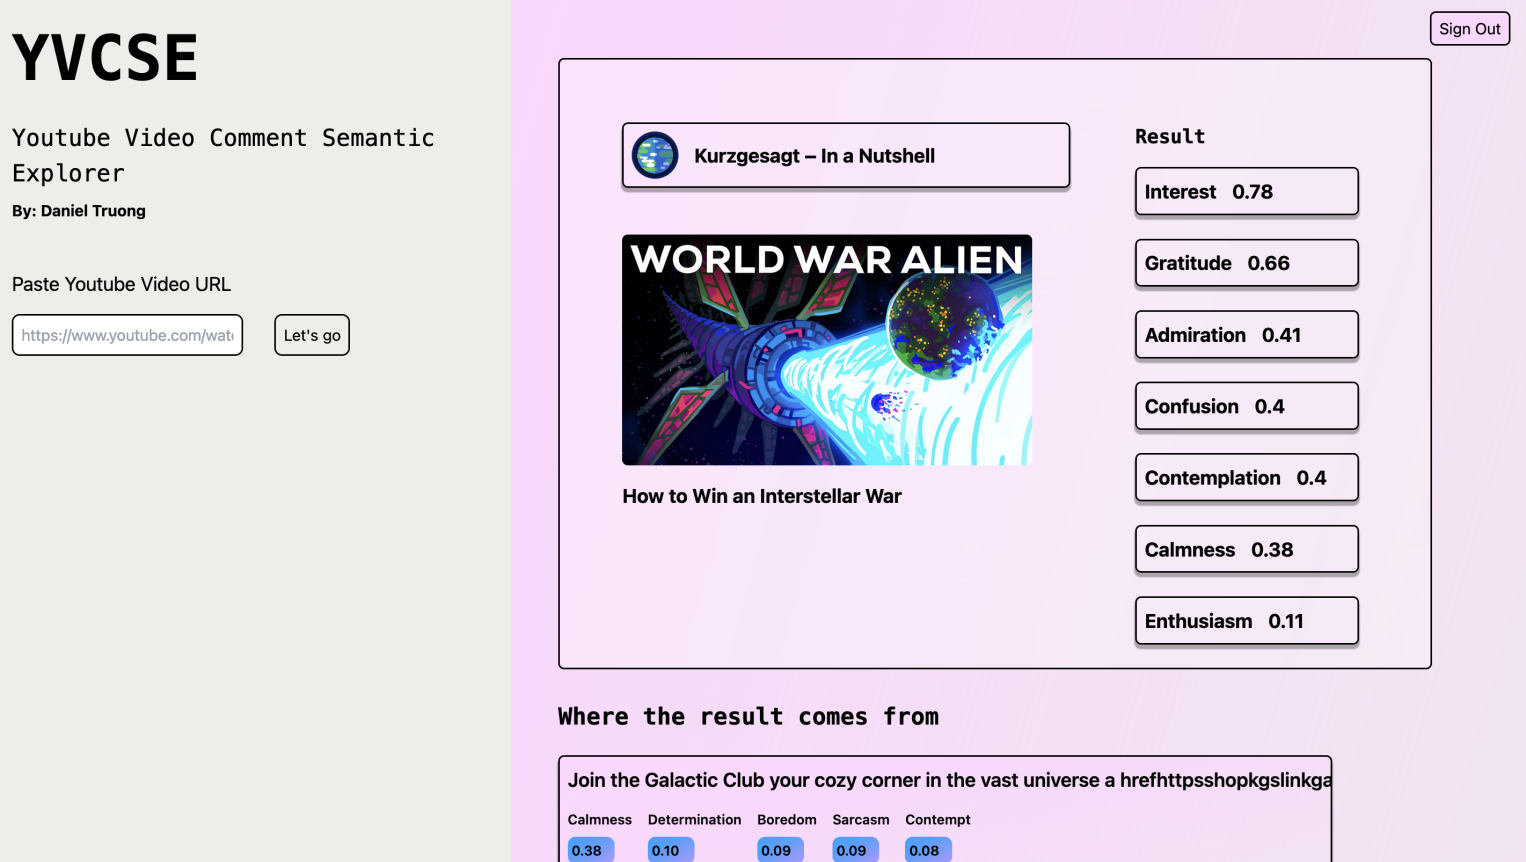 YVCSE
Youtube Video Comment Semantic
Explorer
By: Daniel Truong
Paste Youtube Video URL
https://www.youtube.com/wat
Let's go
Sign Out
Kurzgesagt – In a Nutshell
WORLD WAR ALIEN
How to Win an Interstellar War
Result
Interest 0.78
Gratitude 0.66
Admiration 0.41
Confusion 0.4
Contemplation 0.4
Calmness 0.38
Enthusiasm 0.11
Where the result comes from
Join the Galactic Club your cozy corner in the vast universe a hrefhttpsshopkgslinkga
Calmness Determination Boredom Sarcasm Contempt
0.38 0.10 0.09 0.09 0.08